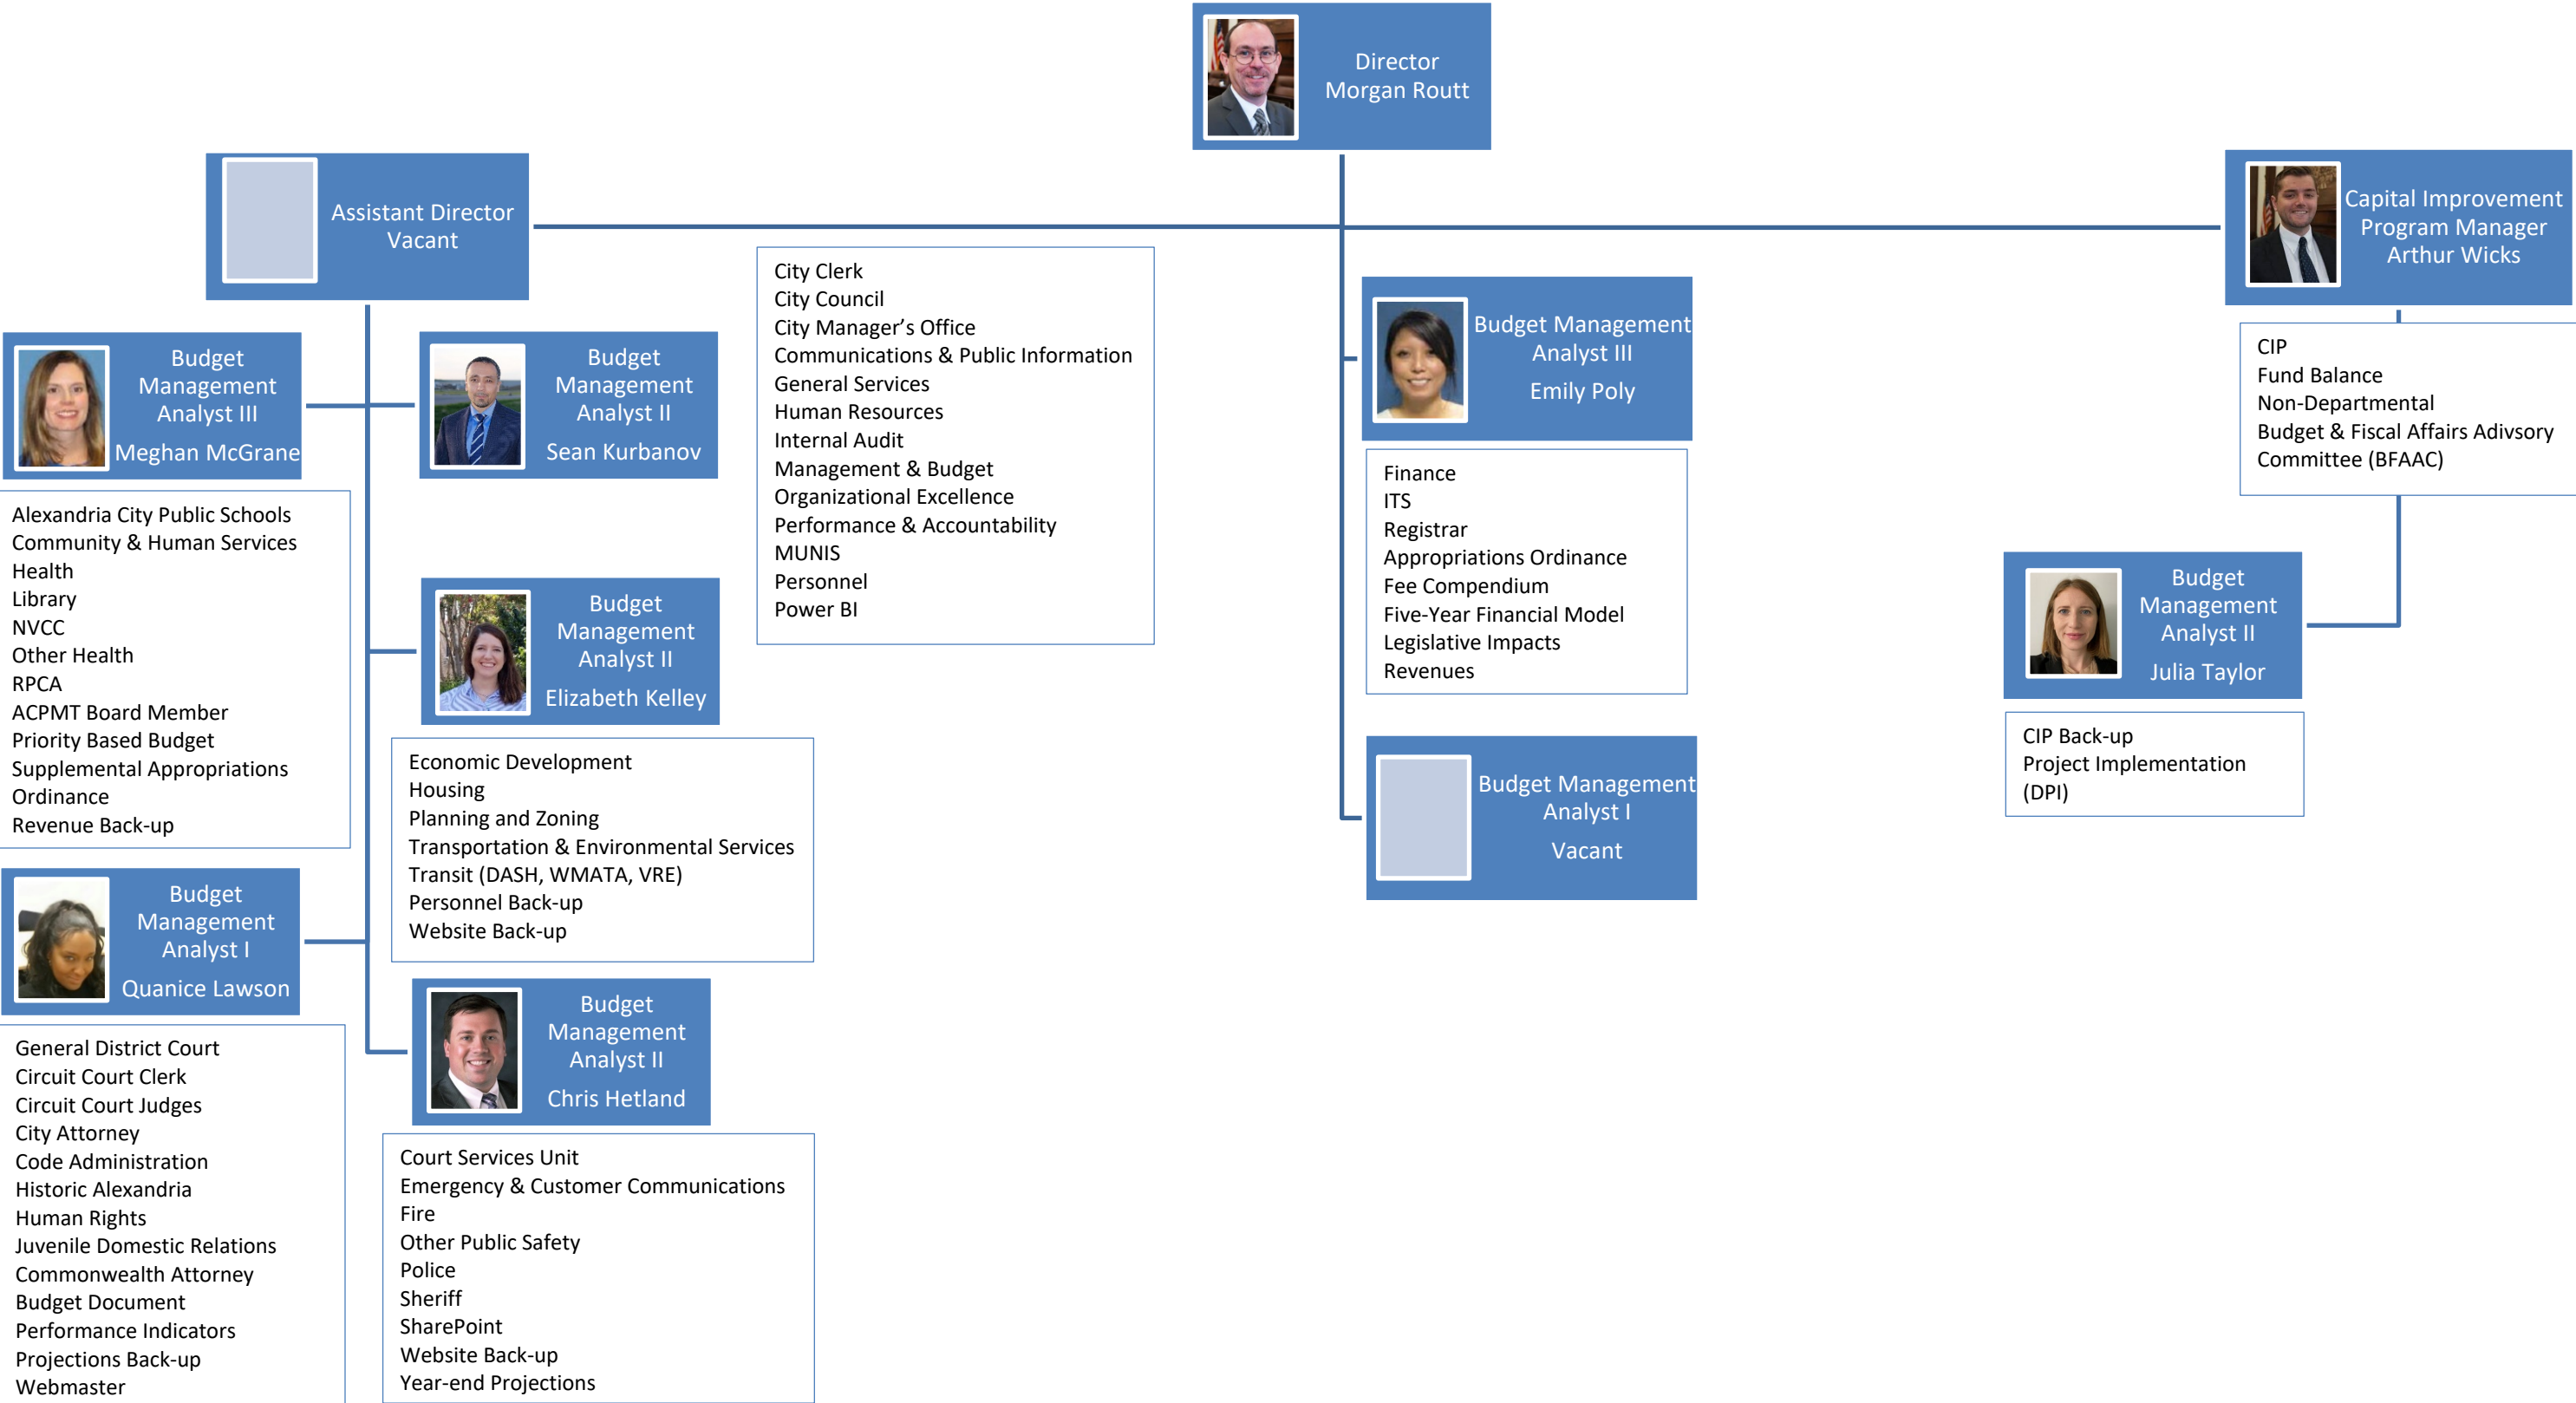 Director
Morgan Routt
Assistant Director
Vacant
Capital Improvement
Program Manager
Arthur Wicks
Budget
Management
Analyst III
Meghan McGrane
Alexandria City Public Schools
Community & Human Services
Health
Library
NVCC
Other Health
RPCA
ACPMT Board Member
Priority Based Budget
Supplemental Appropriations
Ordinance
Revenue Back-up
Budget
Management
Analyst I
Quanice Lawson
General District Court
Circuit Court Clerk
Circuit Court Judges
City Attorney
Code Administration
Historic Alexandria
Human Rights
Juvenile Domestic Relations
Commonwealth Attorney
Budget Document
Performance Indicators
Projections Back-up
Webmaster
Budget
Management
Analyst II
Sean Kurbanov
City Clerk
City Council
City Manager’s Office
Communications & Public Information
General Services
Human Resources
Internal Audit
Management & Budget
Organizational Excellence
Performance & Accountability
MUNIS
Personnel
Power BI
Budget
Management
Analyst II
Elizabeth Kelley
Economic Development
Housing
Planning and Zoning
Transportation & Environmental Services
Transit (DASH, WMATA, VRE)
Personnel Back-up
Website Back-up
Budget
Management
Analyst II
Chris Hetland
Court Services Unit
Emergency & Customer Communications
Fire
Other Public Safety
Police
Sheriff
SharePoint
Website Back-up
Year-end Projections
Budget Management
Analyst III
Emily Poly
Finance
ITS
Registrar
Appropriations Ordinance
Fee Compendium
Five-Year Financial Model
Legislative Impacts
Revenues
Budget Management
Analyst I
Vacant
CIP
Fund Balance
Non-Departmental
Budget & Fiscal Affairs Adivsory
Committee (BFAAC)
Budget
Management
Analyst II
Julia Taylor
CIP Back-up
Project Implementation
(DPI)